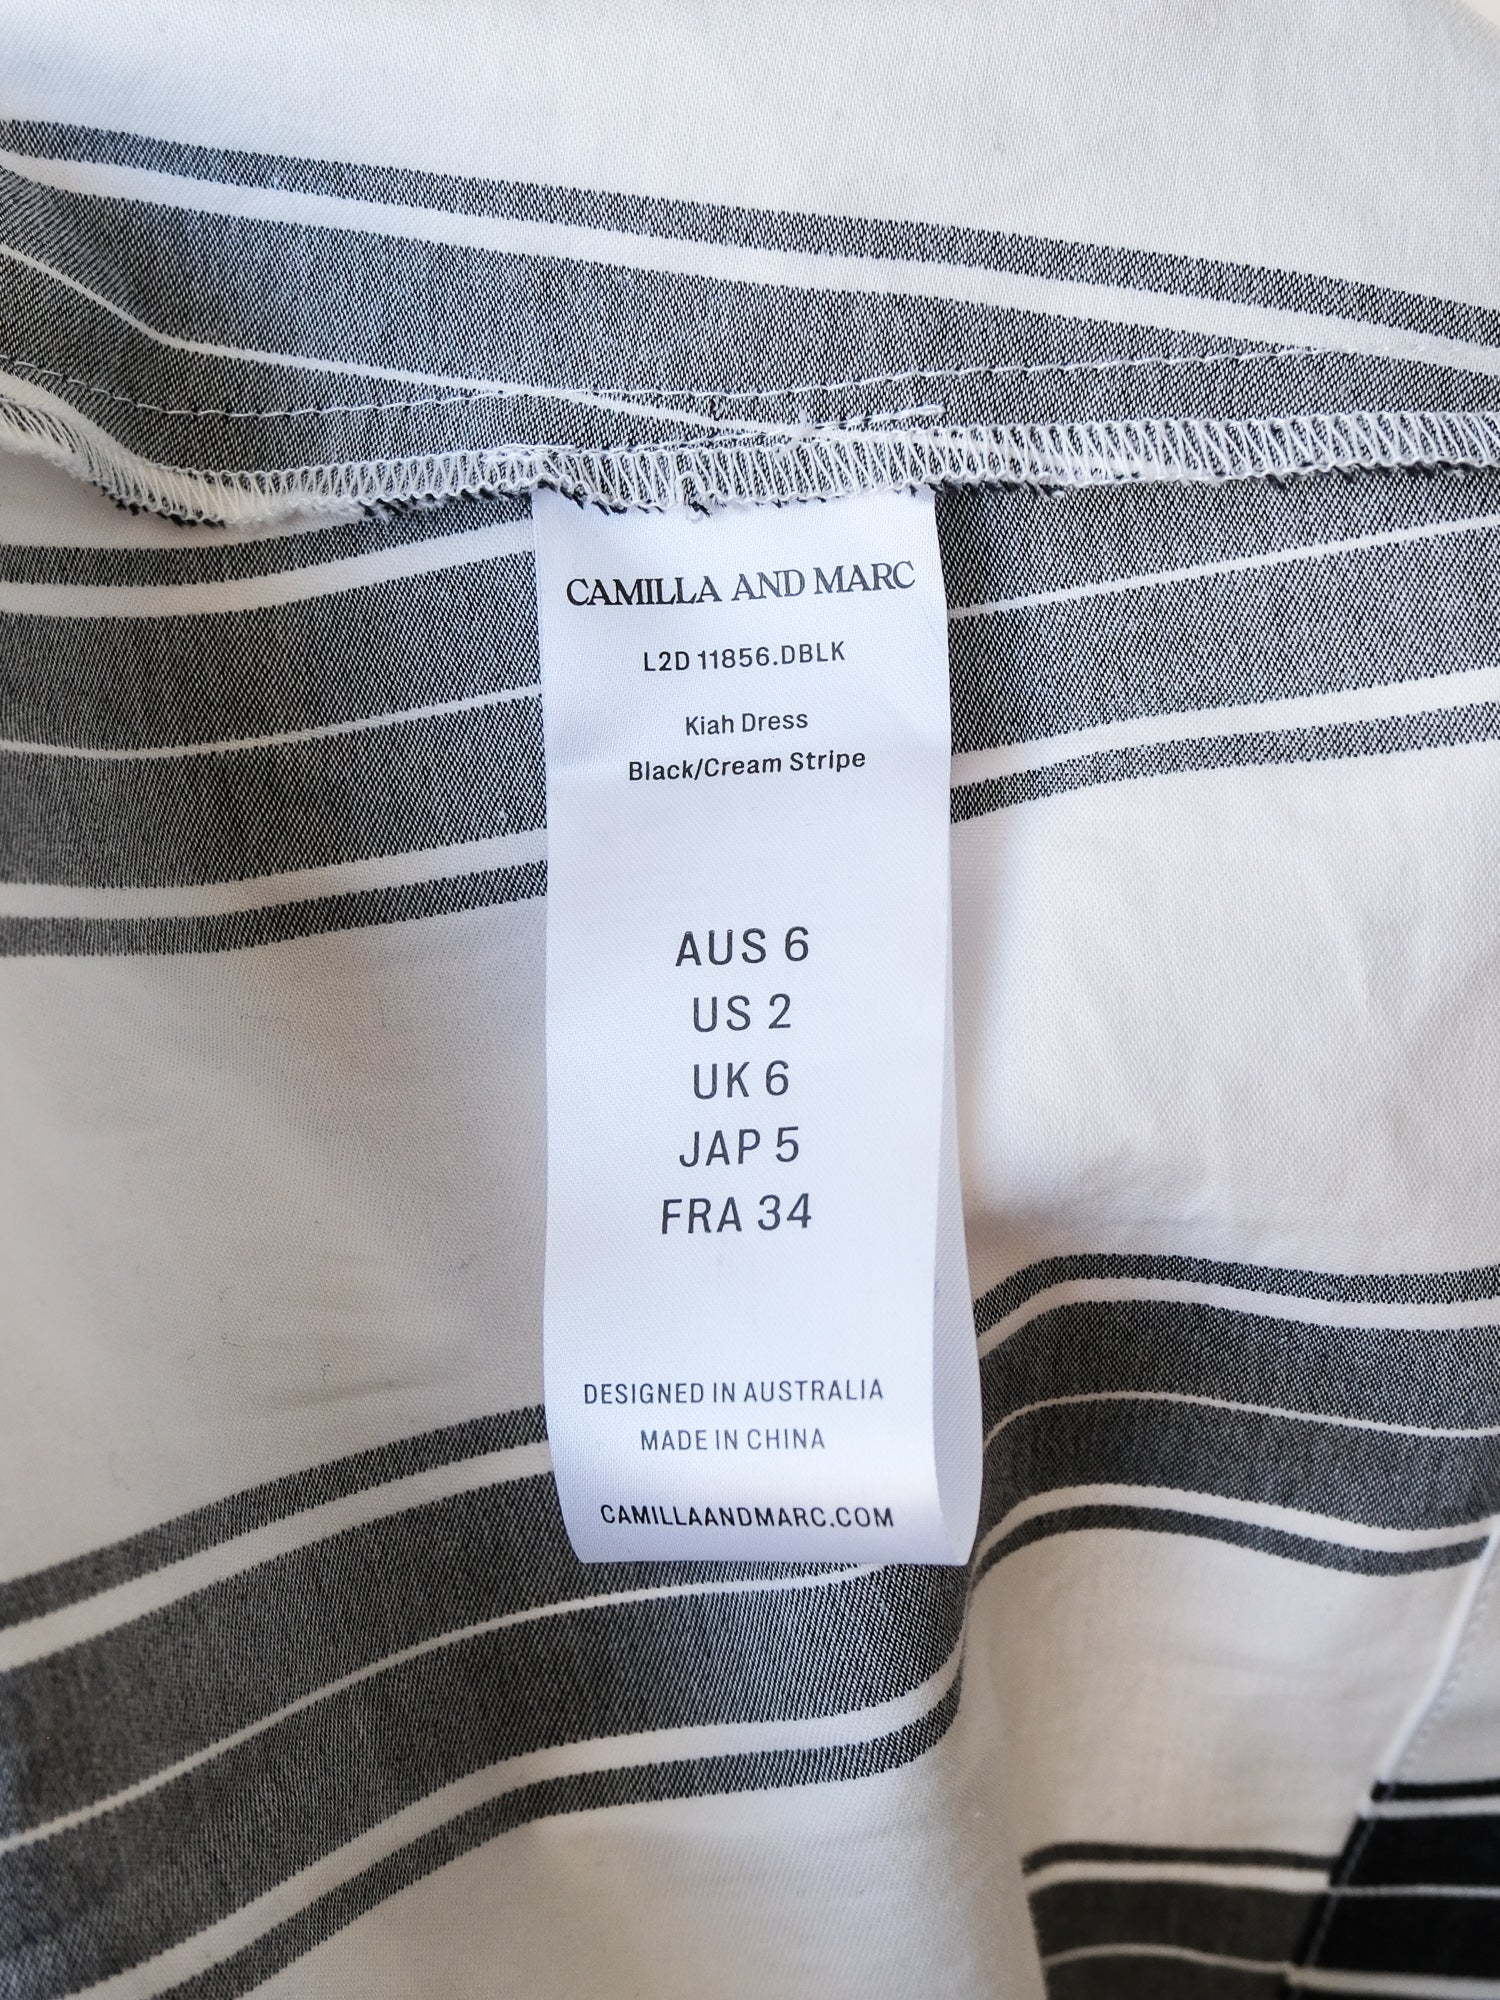 CAMILLA AND MARC
L2D 11856.DBLK
Kiah Dress
Black/Cream Stripe
AUS 6
US 2
UK 6
JAP 5
FRA 34
DESIGNED IN AUSTRALIA
MADE IN CHINA
CAMILLAANDMARC.COM